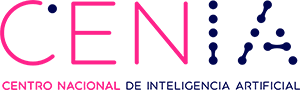 CENIA
CENTRO NACIONAL DE INTELIGENCIA ARTIFICIAL